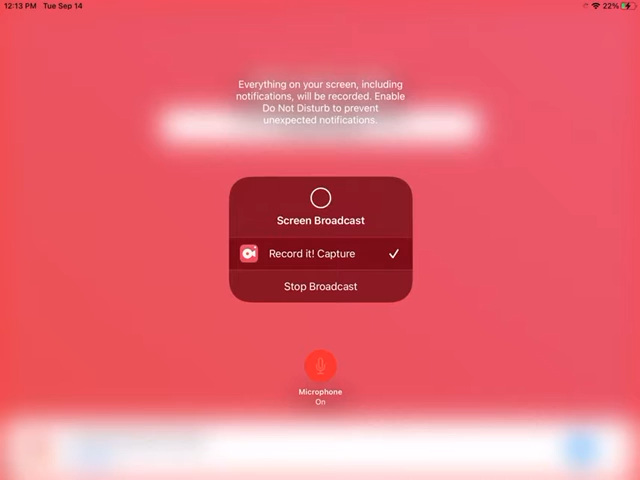 12:13 PM Tue Sep 14
22%
Everything on your screen, including
notifications, will be recorded. Enable
Do Not Disturb to prevent
unexpected notifications.
Screen Broadcast
Record it! Capture
Stop Broadcast
Microphone
On